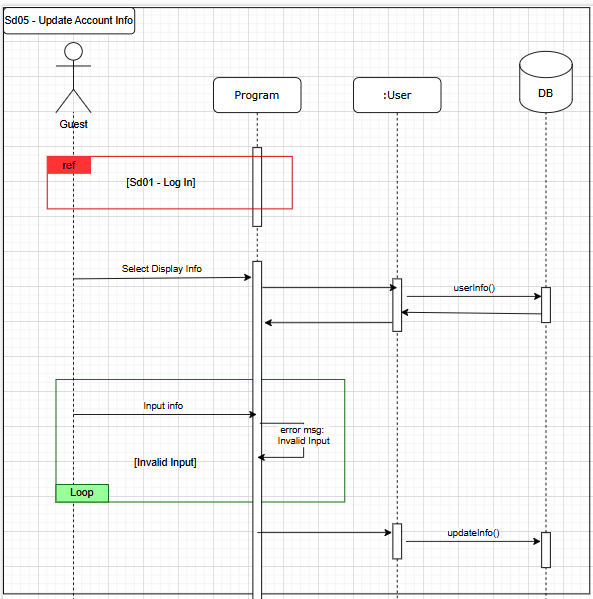 Sd05 - Update Account Info
Program
:User
DB
Guest
ref
[Sd01 - Log In]
Select Display Info
userInfo()
Input info
error msg:
Invalid Input
[Invalid Input]
Loop
updateInfo()